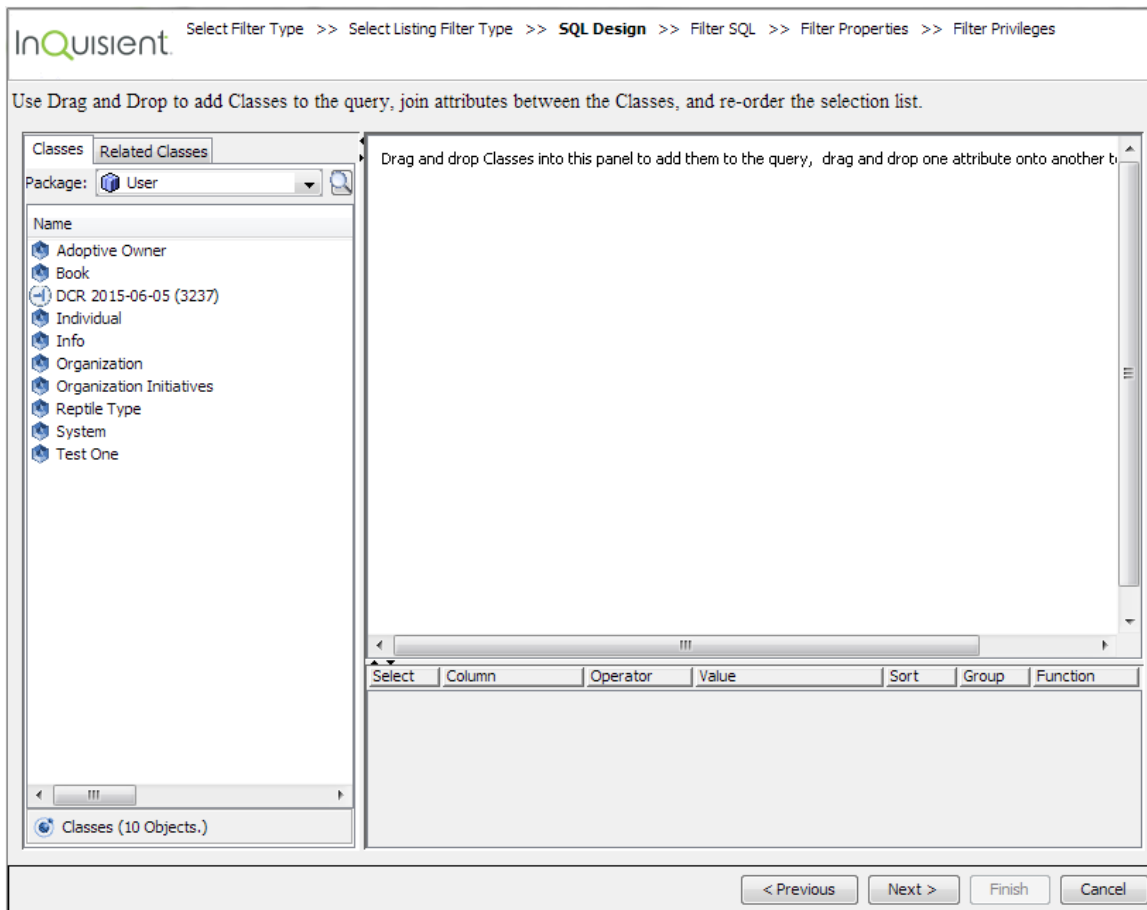 InQuisient.
Select Filter Type >> Select Listing Filter Type >> SQL Design >> Filter SQL >> Filter Properties >> Filter Privileges
Use Drag and Drop to add Classes to the query, join attributes between the Classes, and re-order the selection list.
Classes
Related Classes
Package:
User
Name
Adoptive Owner
Book
DCR 2015-06-05 (3237)
Individual
Info
Organization
Organization Initiatives
Reptile Type
System
Test One
Classes (10 Objects.)
Drag and drop Classes into this panel to add them to the query, drag and drop one attribute onto another t
Select Column Operator Value Sort Group Function
< Previous
Next >
Finish
Cancel